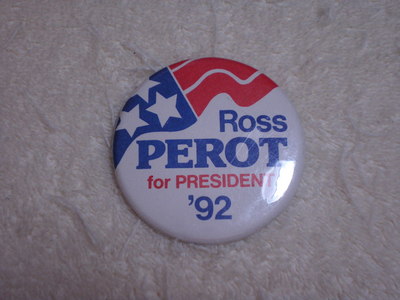 Ross
PEROT
for PRESIDENT
'92